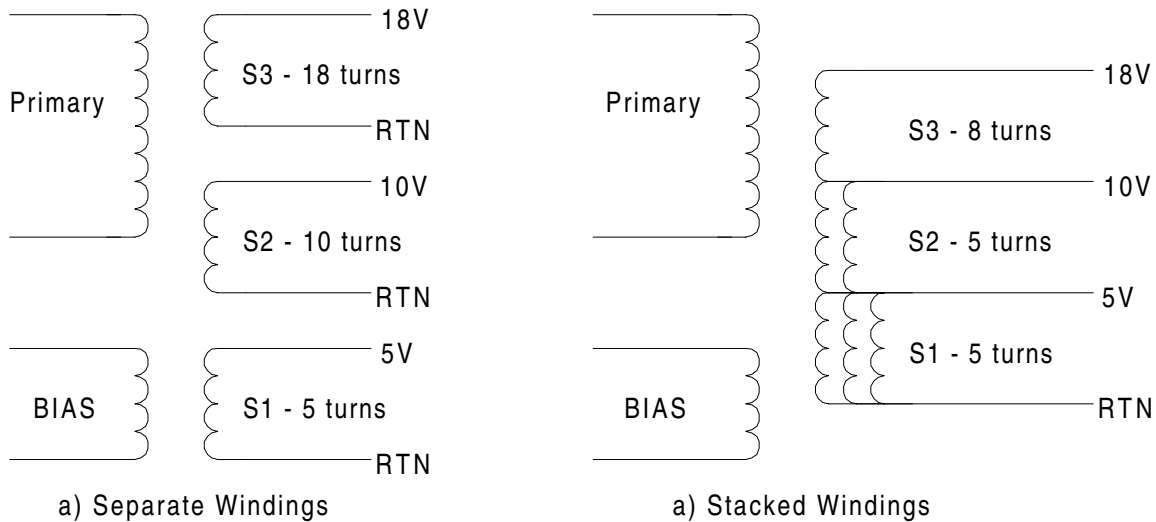 18V
S3 - 18 turns
Primary
RTN
10V
S2 - 10 turns
RTN
5V
BIAS
S1 - 5 turns
RTN
a) Separate Windings
Primary
18V
S3 - 8 turns
10V
S2 - 5 turns
5V
S1 - 5 turns
BIAS
RTN
a) Stacked Windings